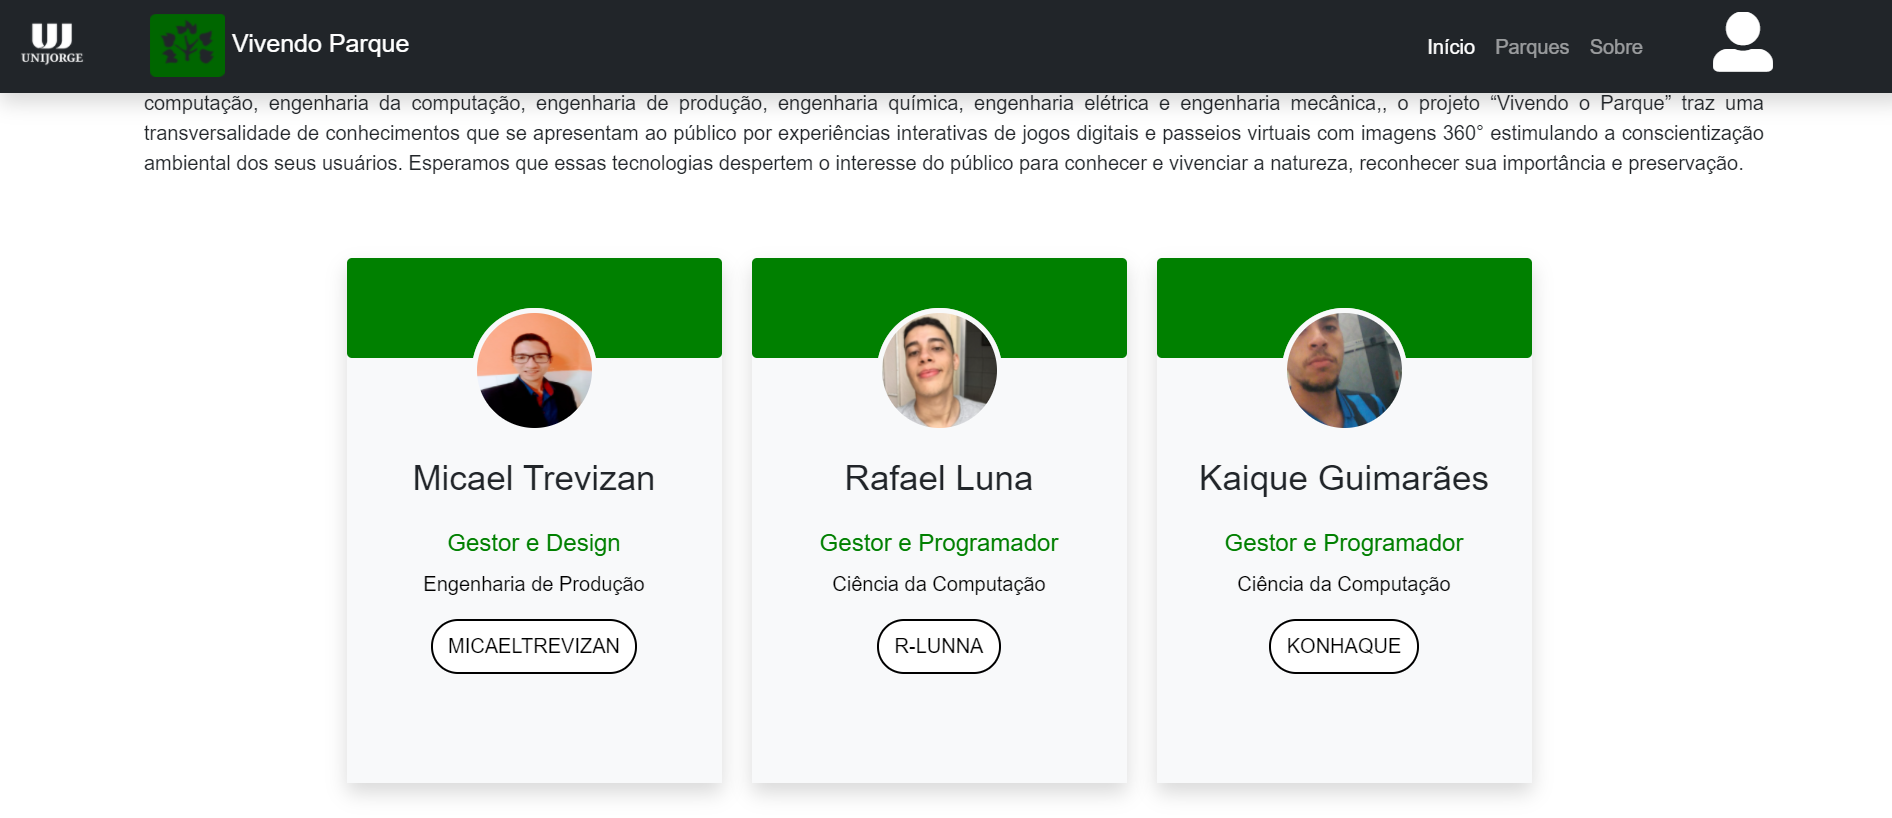 UNIJORGE
Vivendo Parque
Início Parques Sobre
computação, engenharia da computação, engenharia de produção, engenharia química, engenharia elétrica e engenharia mecânica,, o projeto “Vivendo o Parque” traz uma
transversalidade de conhecimentos que se apresentam ao público por experiências interativas de jogos digitais e passeios virtuais com imagens 360° estimulando a conscientização
ambiental dos seus usuários. Esperamos que essas tecnologias despertem o interesse do público para conhecer e vivenciar a natureza, reconhecer sua importância e preservação.
Micael Trevizan
Gestor e Design
Engenharia de Produção
MICAELTREVIZAN
Rafael Luna
Gestor e Programador
Ciência da Computação
R-LUNNA
Kaique Guimarães
Gestor e Programador
Ciência da Computação
KONHAQUE